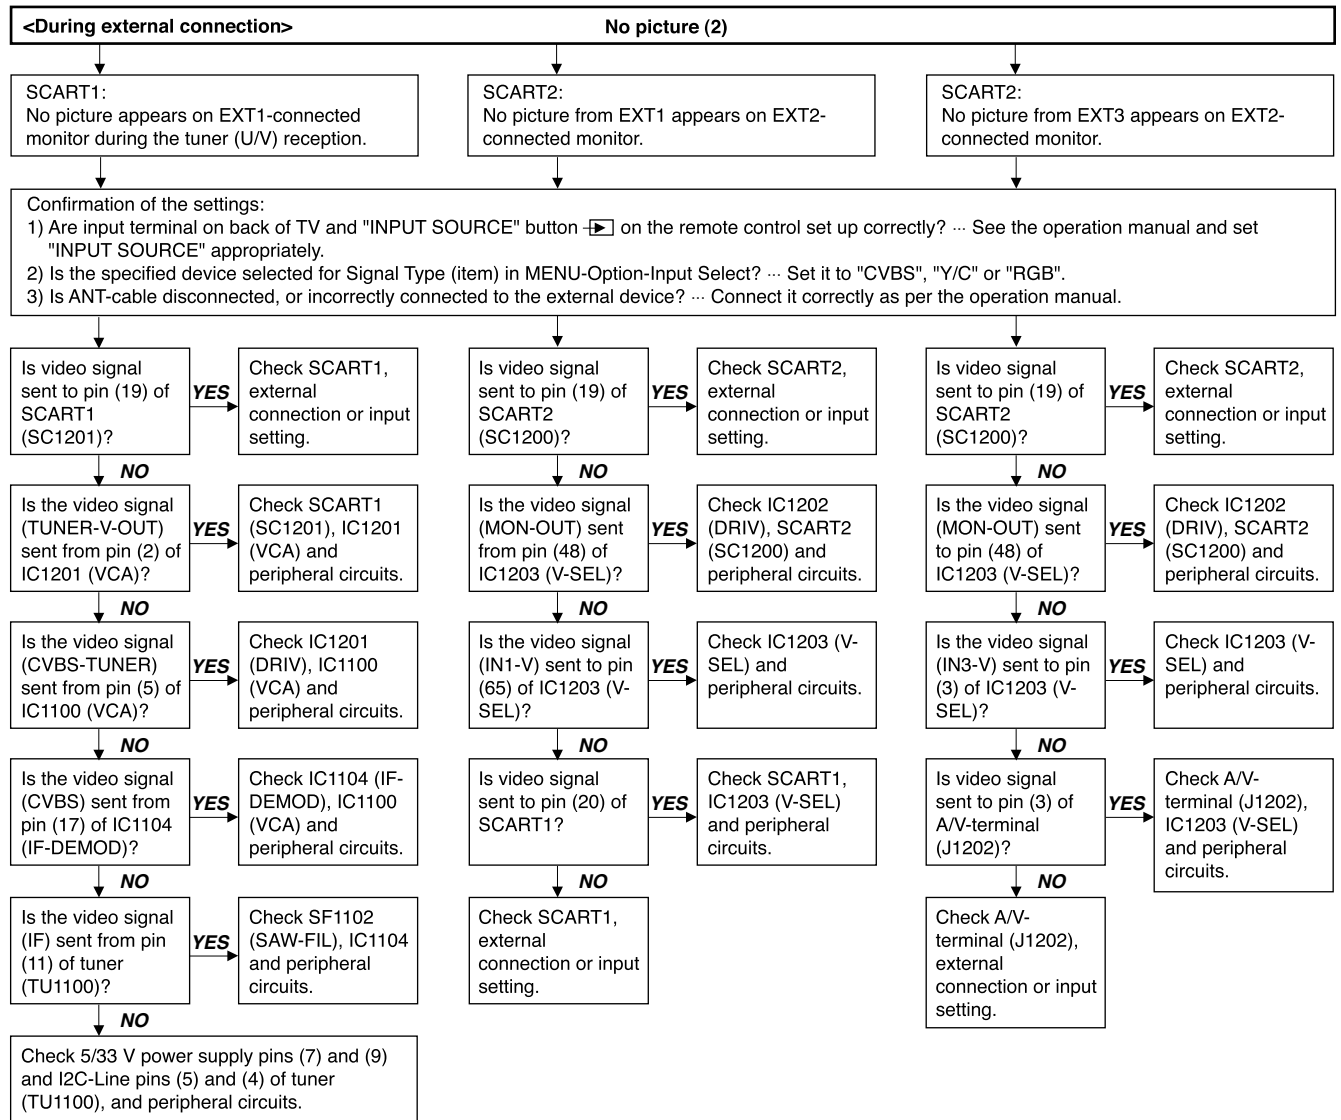 <During external connection>
No picture (2)
SCART1:
No picture appears on EXT1-connected
monitor during the tuner (U/V) reception.
SCART2:
No picture from EXT1 appears on EXT2-
connected monitor.
SCART2:
No picture from EXT3 appears on EXT2-
connected monitor.
Confirmation of the settings:
1) Are input terminal on back of TV and "INPUT SOURCE" button on the remote control set up correctly? ··· See the operation manual and set
"INPUT SOURCE" appropriately.
2) Is the specified device selected for Signal Type (item) in MENU-Option-Input Select? ··· Set it to "CVBS", "Y/C" or "RGB".
3) Is ANT-cable disconnected, or incorrectly connected to the external device? ··· Connect it correctly as per the operation manual.
Is video signal
sent to pin (19) of
SCART1
(SC1201)?
YES
Check SCART1,
external
connection or input
setting.
NO
Is the video signal
(TUNER-V-OUT)
sent from pin (2) of
IC1201 (VCA)?
YES
Check SCART1
(SC1201), IC1201
(VCA) and
peripheral circuits.
NO
Is the video signal
(CVBS-TUNER)
sent from pin (5) of
IC1100 (VCA)?
YES
Check IC1201
(DRIV), IC1100
(VCA) and
peripheral circuits.
NO
Is the video signal
(CVBS) sent from
pin (17) of IC1104
(IF-DEMOD)?
YES
Check IC1104 (IF-
DEMOD), IC1100
(VCA) and
peripheral circuits.
NO
Is the video signal
(IF) sent from pin
(11) of tuner
(TU1100)?
YES
Check SF1102
(SAW-FIL), IC1104
and peripheral
circuits.
NO
Check 5/33 V power supply pins (7) and (9)
and I2C-Line pins (5) and (4) of tuner
(TU1100), and peripheral circuits.
Is video signal
sent to pin (19) of
SCART2
(SC1200)?
YES
Check SCART2,
external
connection or input
setting.
NO
Is the video signal
(MON-OUT) sent
from pin (48) of
IC1203 (V-SEL)?
YES
Check IC1202
(DRIV), SCART2
(SC1200) and
peripheral circuits.
NO
Is the video signal
(IN1-V) sent to pin
(65) of IC1203 (V-
SEL)?
YES
Check IC1203 (V-
SEL) and
peripheral circuits.
NO
Is video signal
sent to pin (20) of
SCART1?
YES
Check SCART1,
IC1203 (V-SEL)
and peripheral
circuits.
NO
Check SCART1,
external
connection or input
setting.
Is video signal
sent to pin (19) of
SCART2
(SC1200)?
YES
Check SCART2,
external
connection or input
setting.
NO
Is the video signal
(MON-OUT) sent
to pin (48) of
IC1203 (V-SEL)?
YES
Check IC1202
(DRIV), SCART2
(SC1200) and
peripheral circuits.
NO
Is the video signal
(IN3-V) sent to pin
(3) of IC1203 (V-
SEL)?
YES
Check IC1203 (V-
SEL) and
peripheral circuits.
NO
Is video signal
sent to pin (3) of
A/V-terminal
(J1202)?
YES
Check A/V-
terminal (J1202),
IC1203 (V-SEL)
and peripheral
circuits.
NO
Check A/V-
terminal (J1202),
external
connection or input
setting.